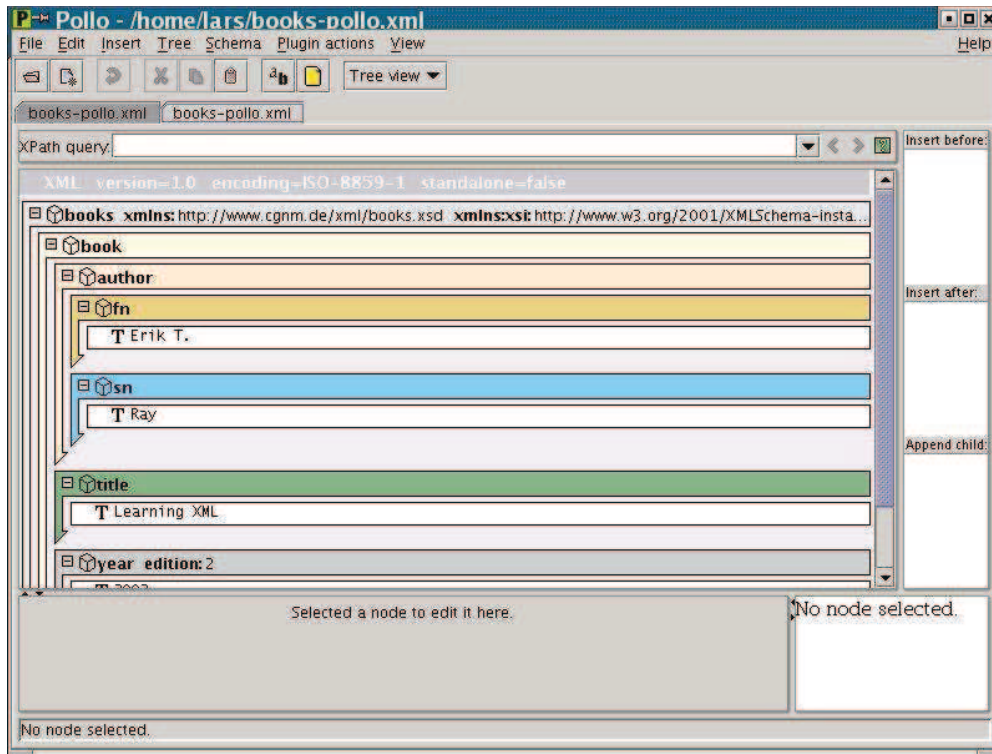 Pollo - /home/lars/books-pollo.xml
File Edit Insert Tree Schema Plugin actions View Help
ab Tree view
books-pollo.xml books-pollo.xml
XPath query:
Insert before:
XML version=1.0 encoding=ISO-8859-1 standalone=false
books xmlns:http://www.cgnm.de/xml/books.xsd xmlns:xsi:http://www.w3.org/2001/XMLSchema-insta...
book
author
fn
Insert after:
T Erik T.
sn
T Ray
Append child:
title
T Learning XML
year edition:2
Selected a node to edit it here.
No node selected.
No node selected.